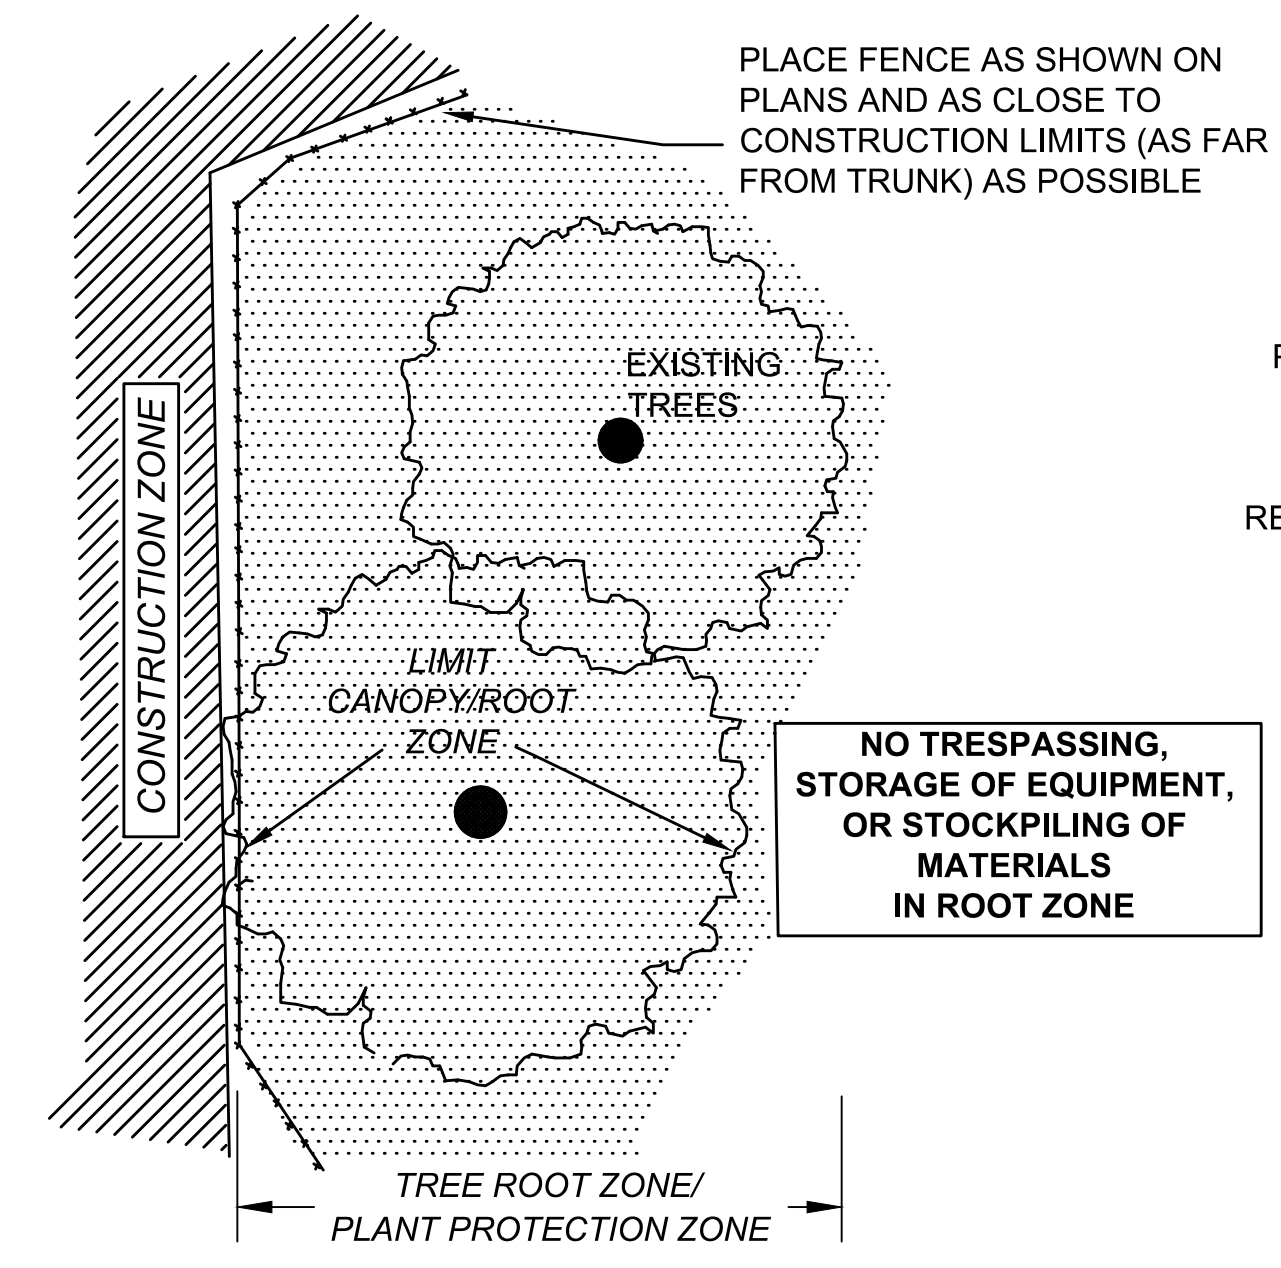 PLACE FENCE AS SHOWN ON
PLANS AND AS CLOSE TO
CONSTRUCTION LIMITS (AS FAR
FROM TRUNK) AS POSSIBLE
EXISTING
TREES
CONSTRUCTION ZONE
LIMIT
CANOPY/ROOT
ZONE
NO TRESPASSING,
STORAGE OF EQUIPMENT,
OR STOCKPILING OF
MATERIALS
IN ROOT ZONE
TREE ROOT ZONE/
PLANT PROTECTION ZONE